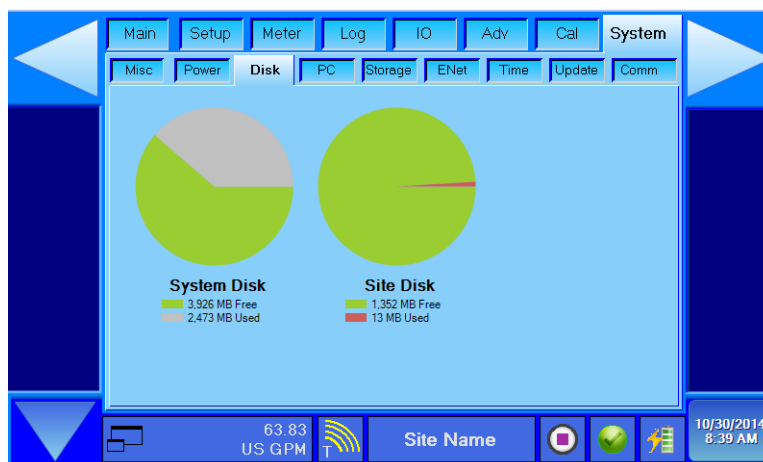 Main Setup Meter Log IO Adv Cal System
Misc Power Disk PC Storage ENet Time Update Comm
System Disk
3,926 MB Free
2,473 MB Used
Site Disk
1,352 MB Free
13 MB Used
63.83
US GPM
T
Site Name
10/30/2014
8:39 AM